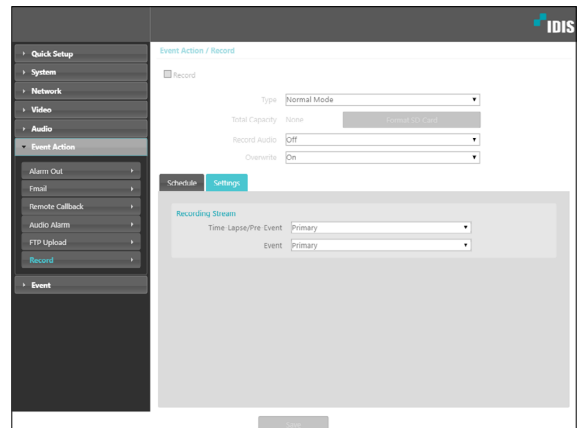 IDIS
Quick Setup
System
Network
Video
Audio
Event Action
Alarm Out
Email
Remote Callback
Audio Alarm
FTP Upload
Record
Event
Event Action / Record
Record
Type Normal Mode
Total Capacity None Format SD Card
Record Audio Off
Overwrite On
Schedule Settings
Recording Stream
Time-Lapse/Pre-Event Primary
Event Primary
Save